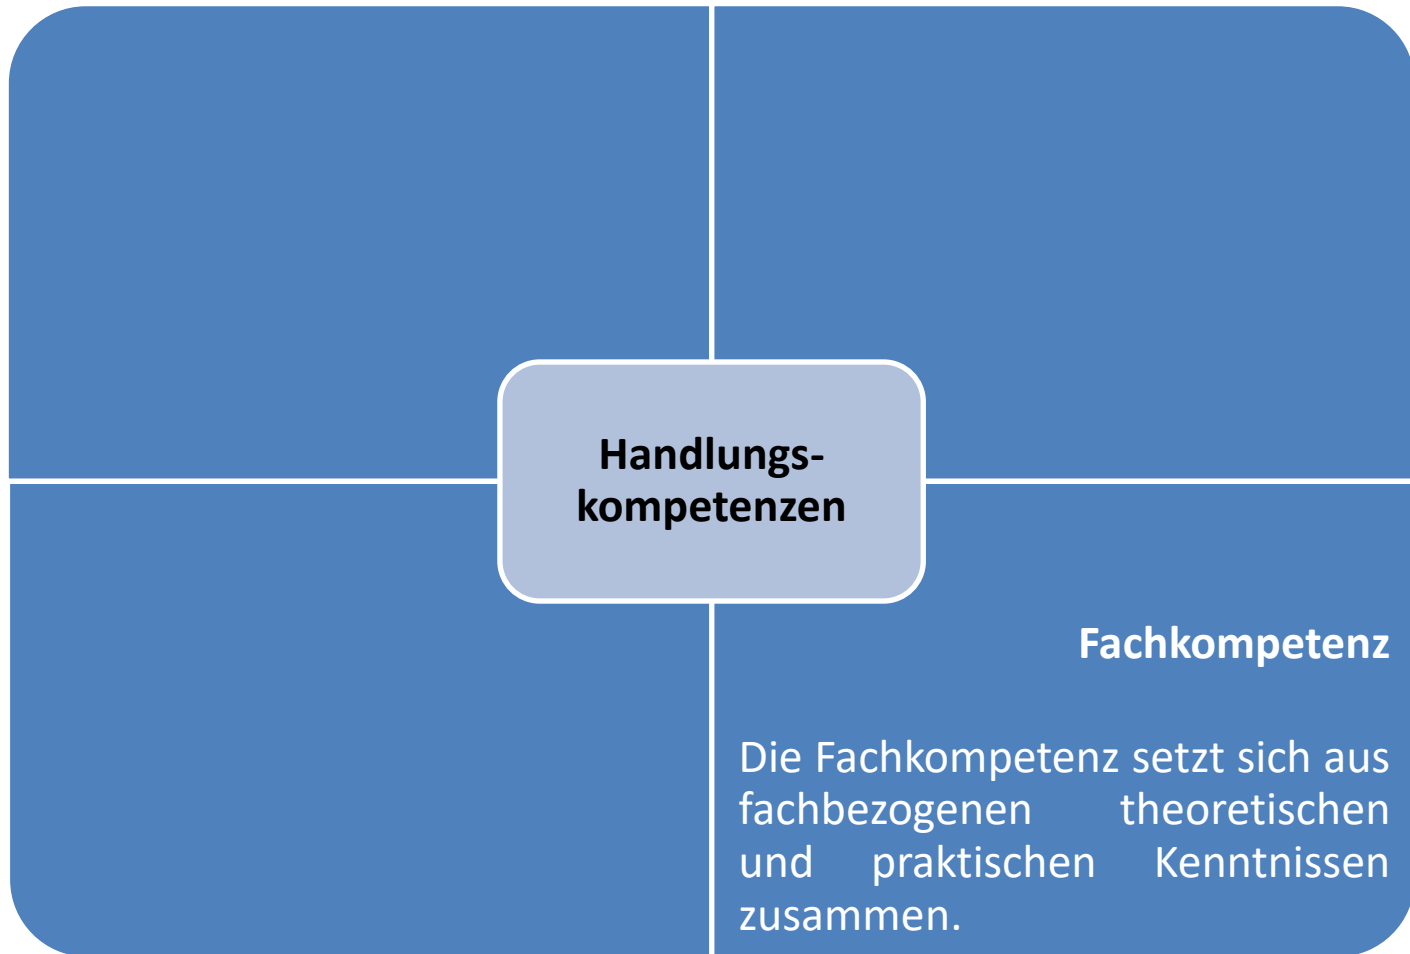 Handlungs-
kompetenzen
Fachkompetenz
Die Fachkompetenz setzt sich aus
fachbezogenen theoretischen
und praktischen Kenntnissen
zusammen.